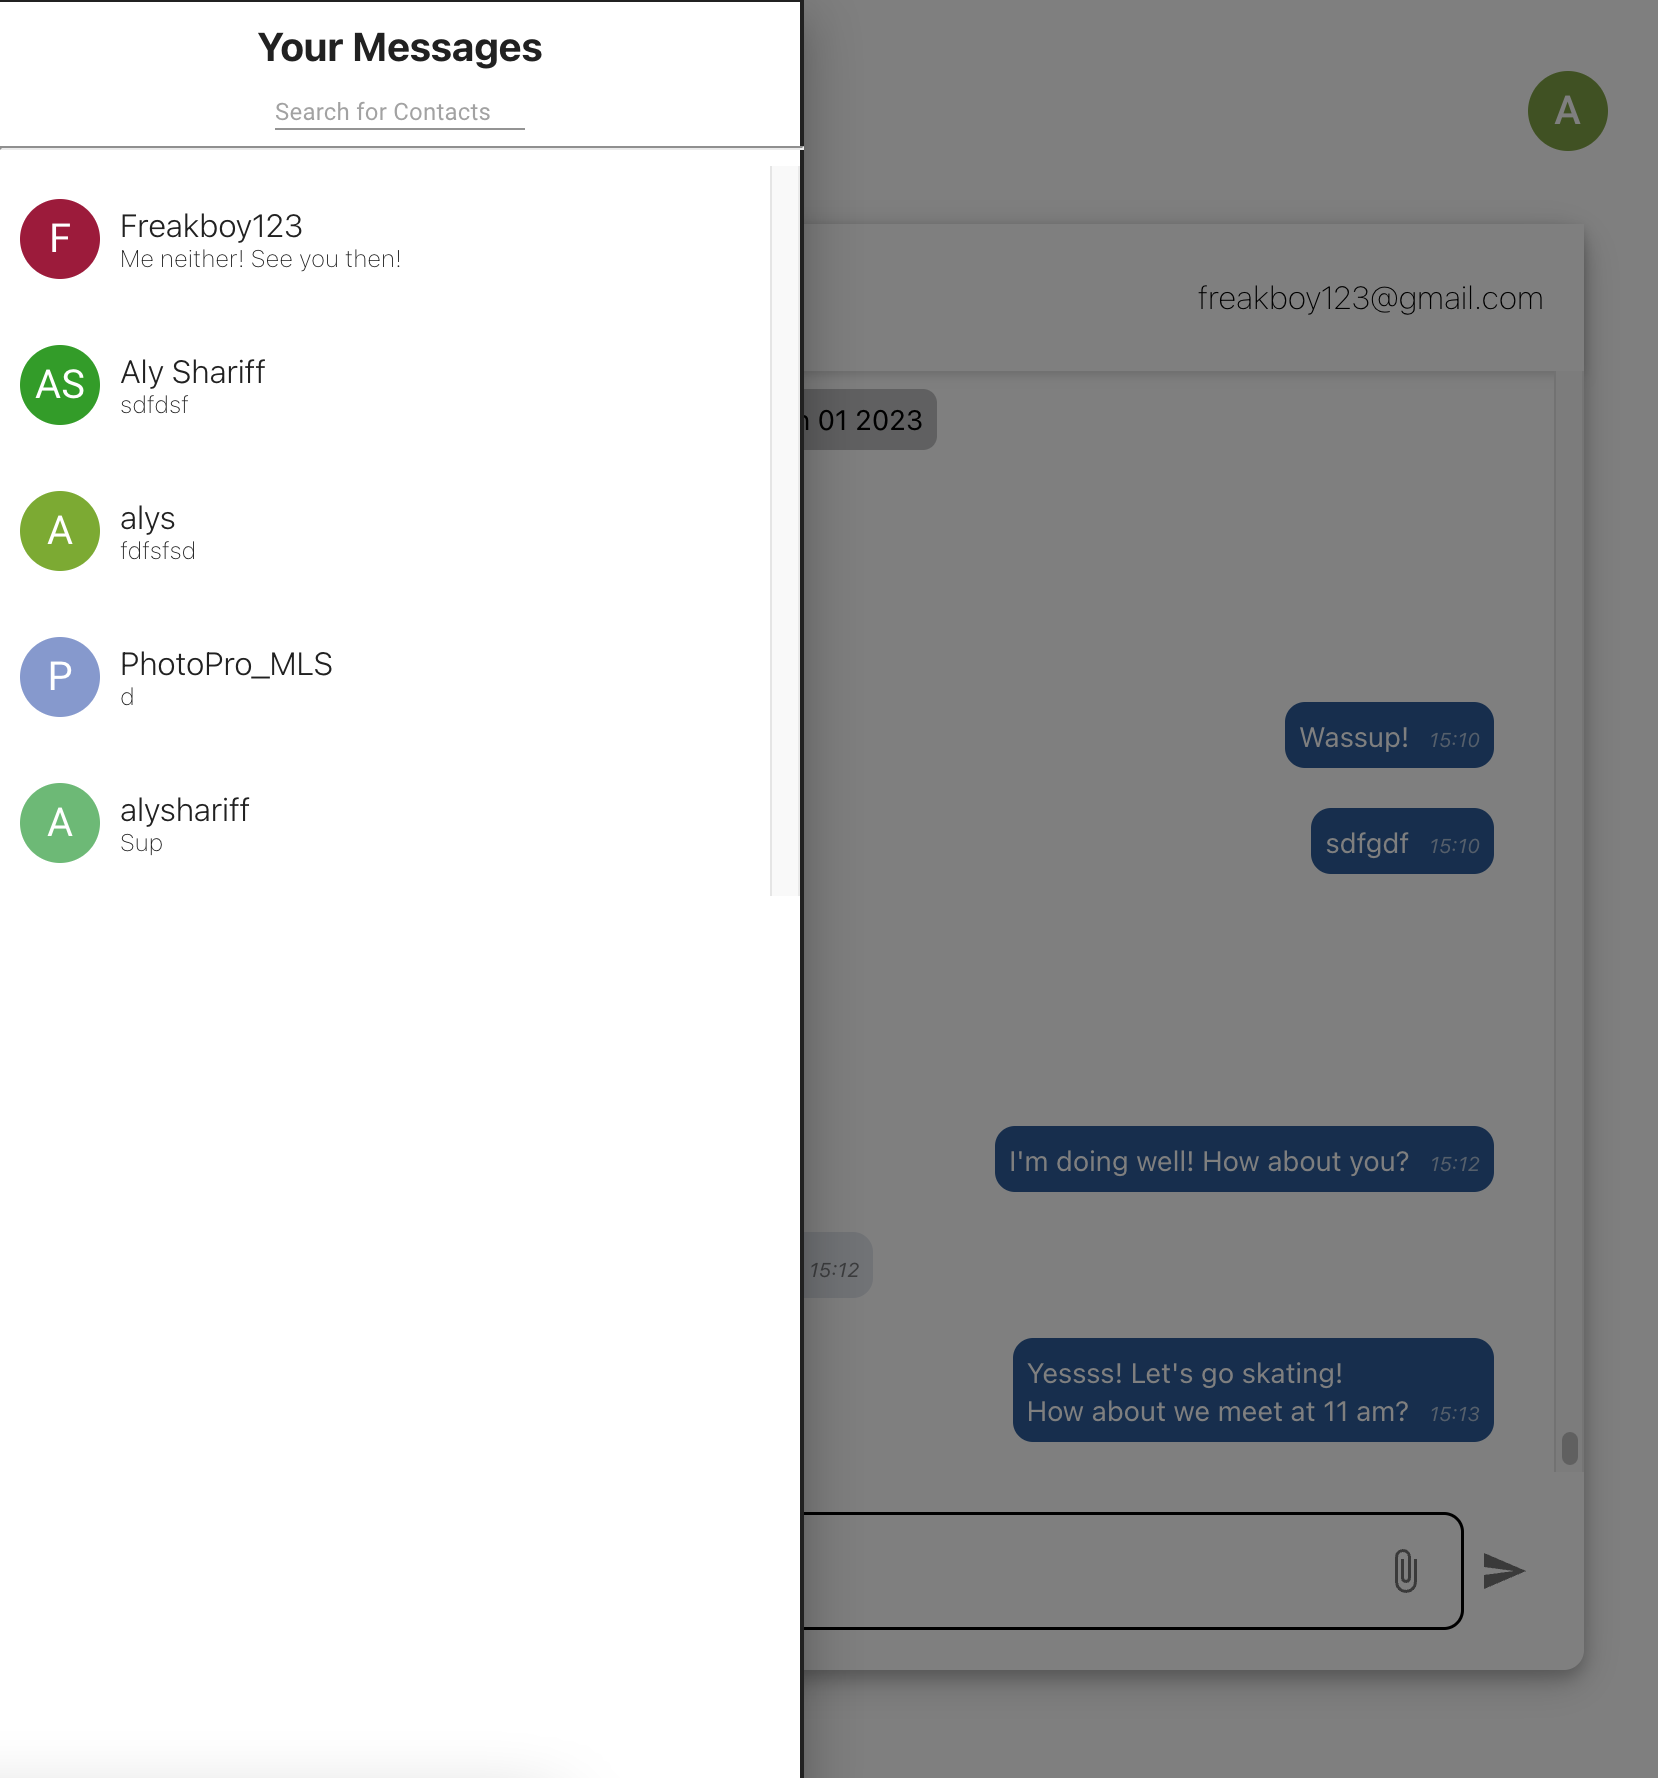 Your Messages
Search for Contacts
F
Freakboy123
Me neither! See you then!
AS
Aly Shariff
sdfdsf
A
alys
fdfsfsd
P
PhotoPro_MLS
d
A
alyshariff
Sup
A
freakboy123@gmail.com
01 2023
Wassup! 15:10
sdfgdf 15:10
I'm doing well! How about you? 15:12
15:12
Yessss! Let's go skating!
How about we meet at 11 am? 15:13